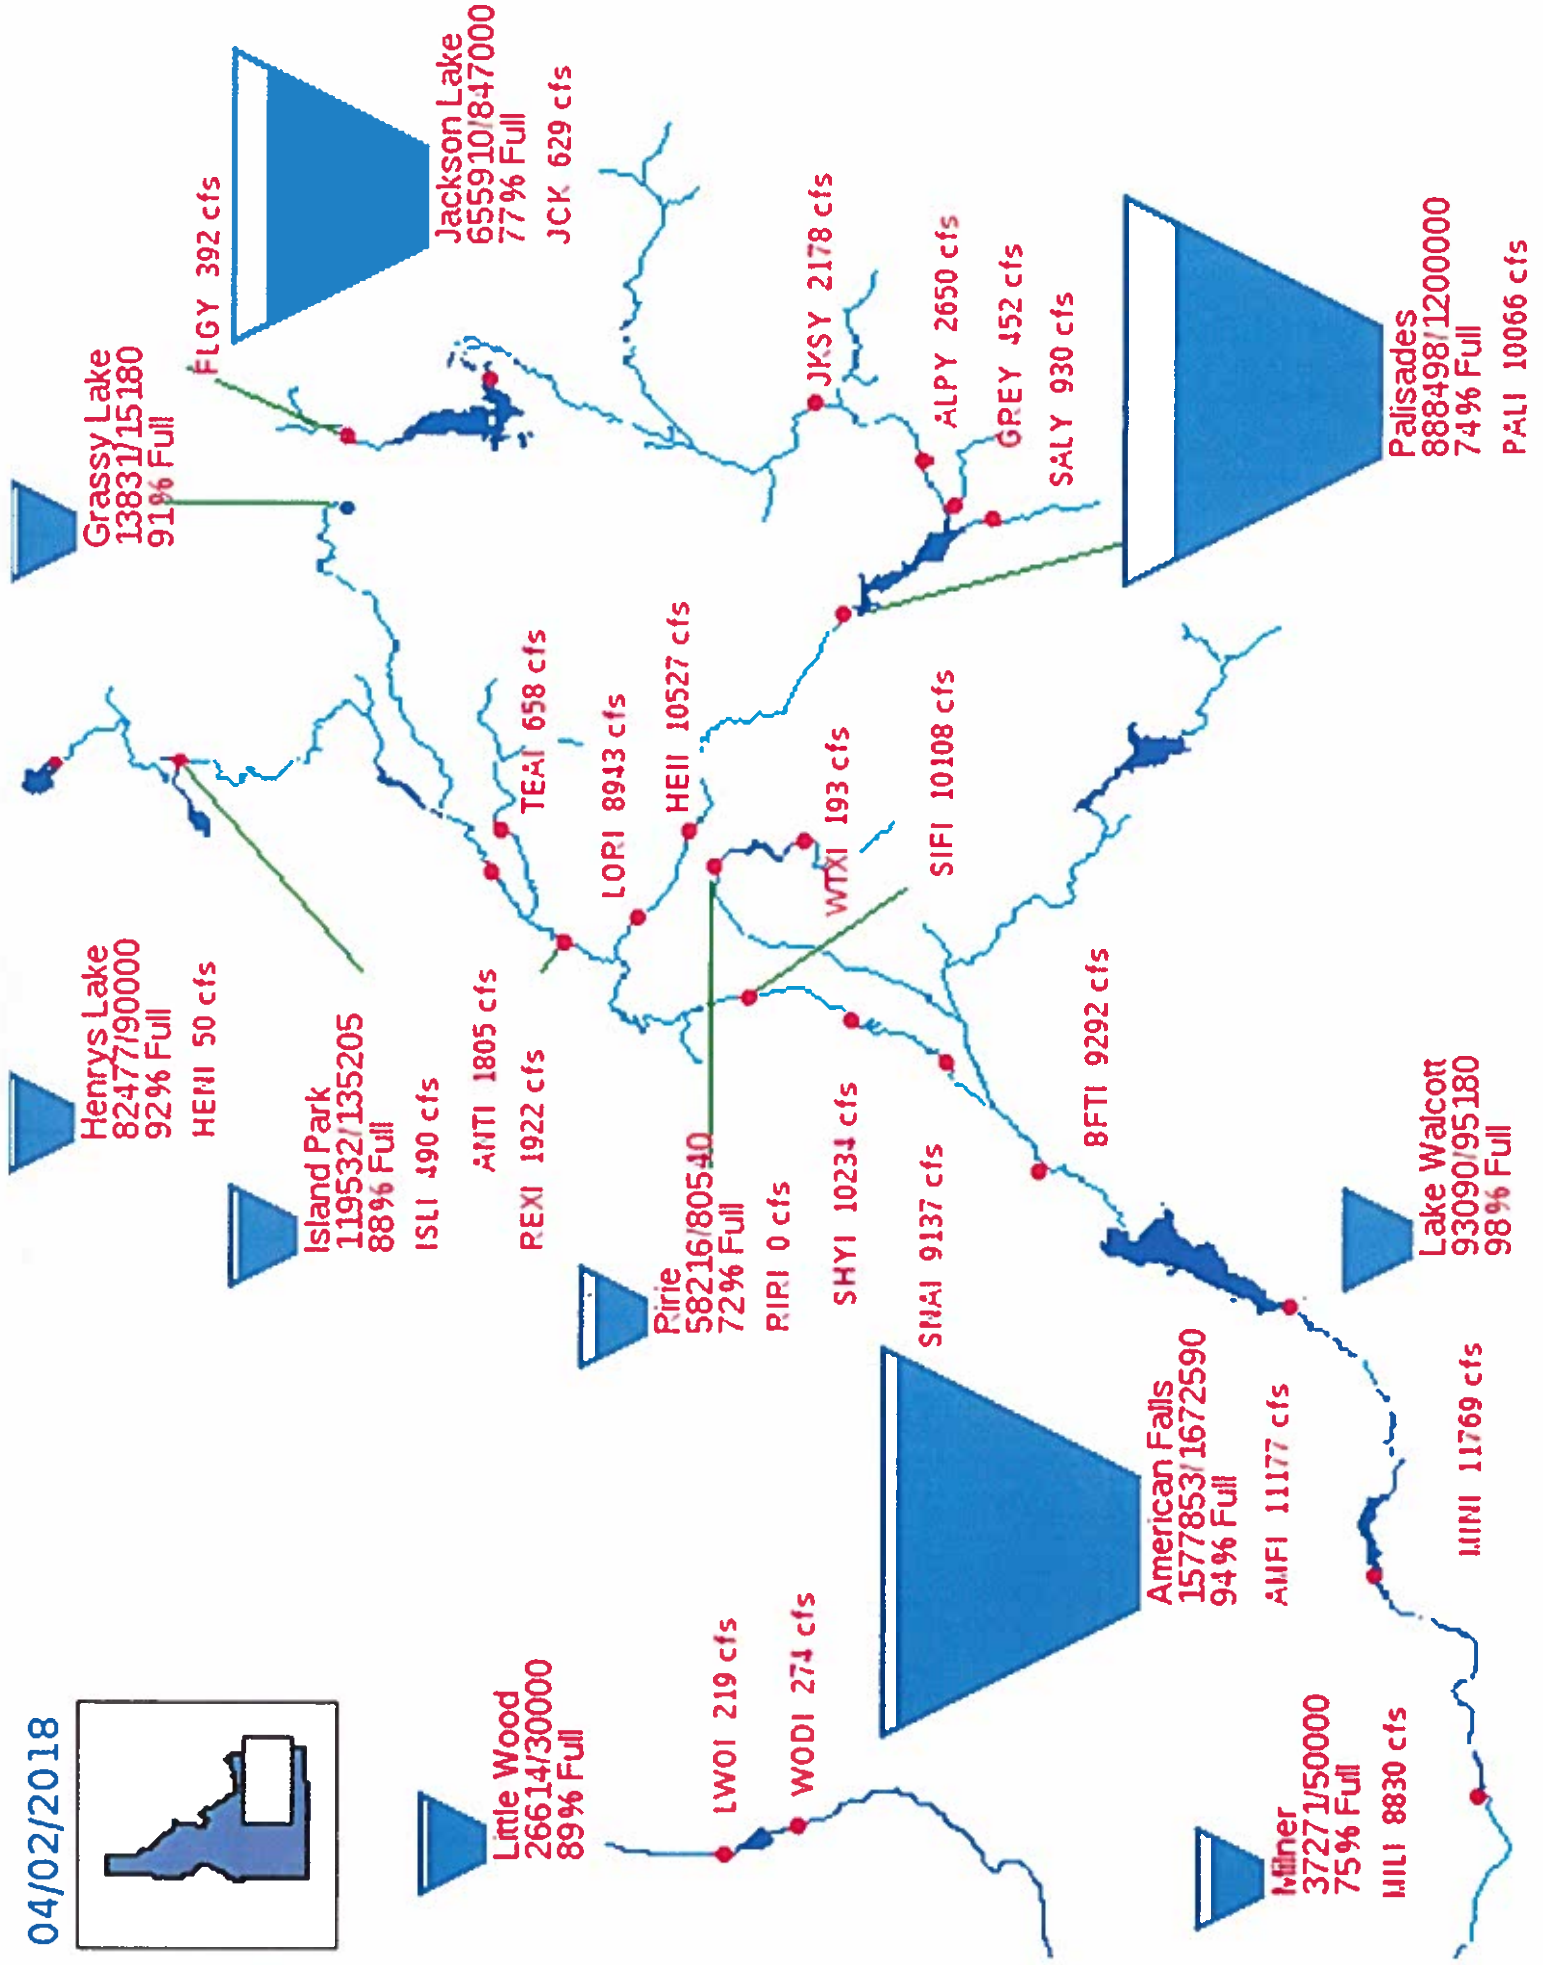 04/02/2018
Henrys Lake
82477/90000
92% Full
HENI 50 cfs
Grassy Lake
13831/15180
91% Full
FLGY 392 cfs
Jackson Lake
655910/847000
77% Full
JCK 629 cfs
Island Park
119532/135205
88% Full
ISLI 490 cfs
ANTI 1805 cfs
REXI 1922 cfs
TEAI 658 cfs
LORI 8943 cfs
HEII 10527 cfs
Little Wood
26614/30000
89% Full
LWOI 219 cfs
WODI 274 cfs
Ririe
58216/80540
72% Full
RIRI 0 cfs
WTXI 193 cfs
JKSY 2178 cfs
SHYI 10234 cfs
SIFI 10108 cfs
ALPY 2650 cfs
SNAI 9137 cfs
GREY 452 cfs
SALY 930 cfs
BFTI 9292 cfs
American Falls
1577853/1672590
94% Full
AMFI 11177 cfs
Palisades
888498/1200000
74% Full
PALI 10066 cfs
Milner
37271/50000
75% Full
MILI 8830 cfs
Lake Walcott
93090/95180
98% Full
MINI 11769 cfs